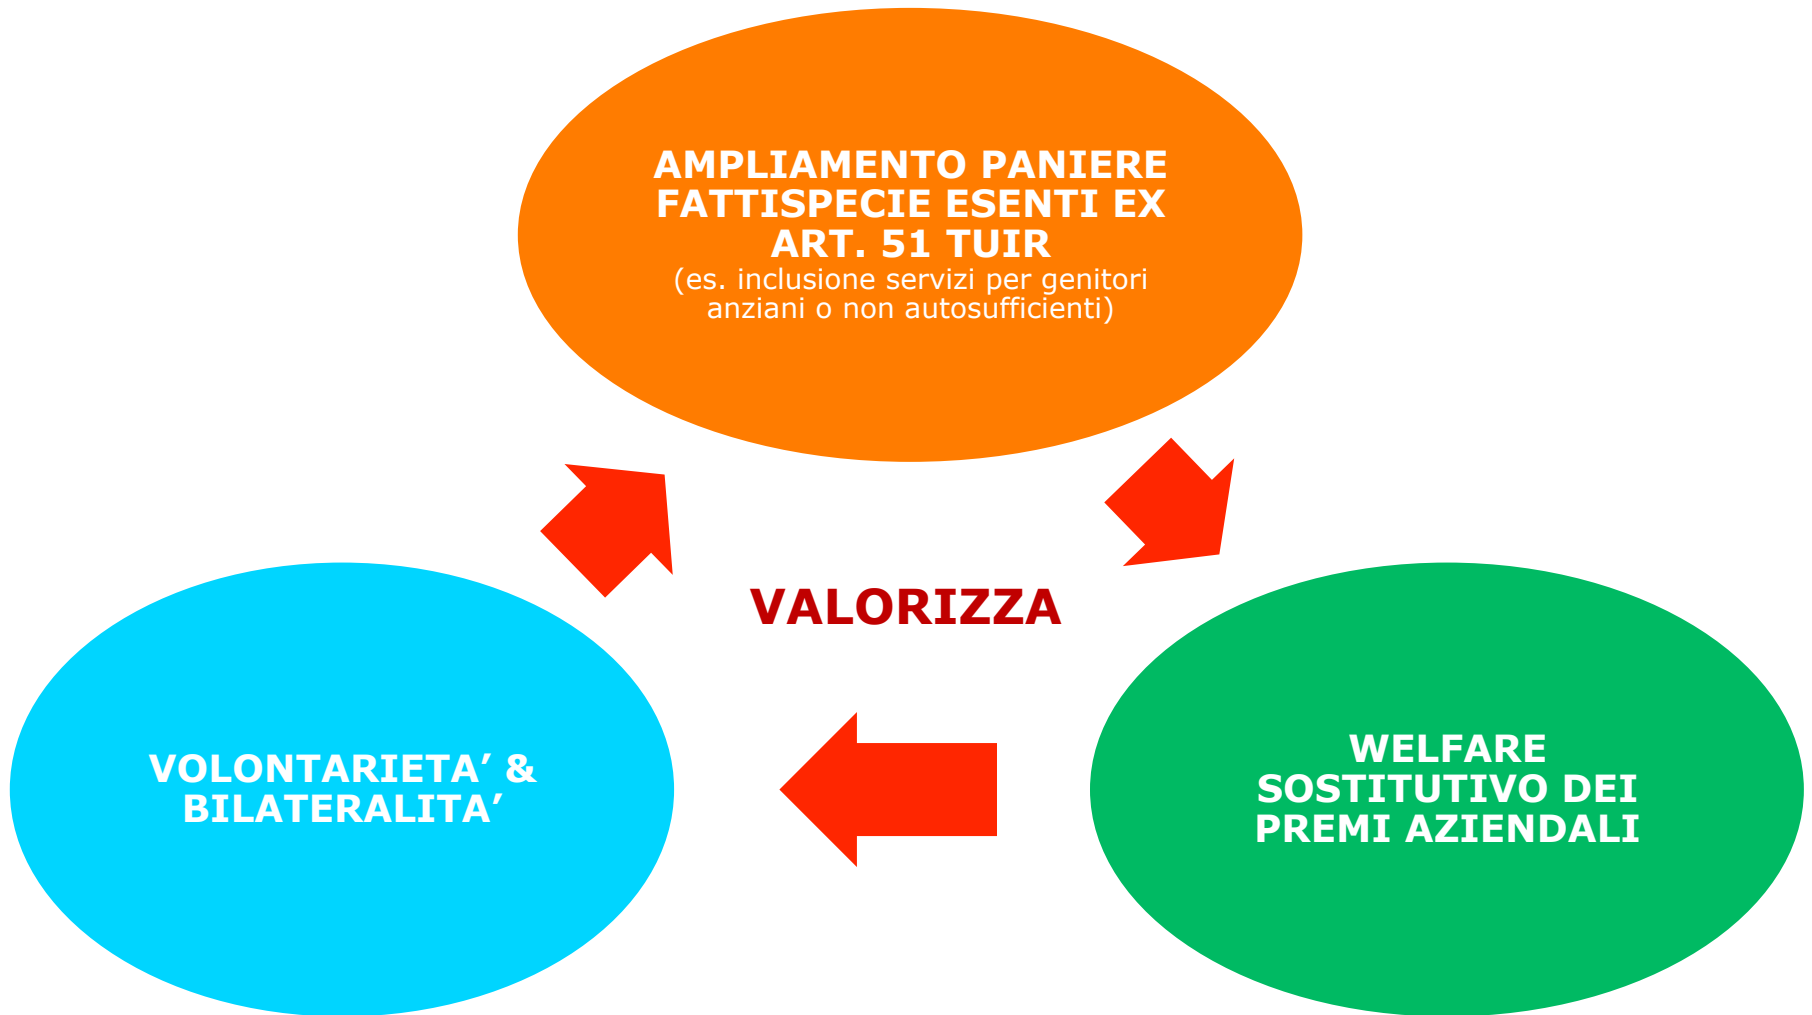 AMPLIAMENTO PANIERE
FATTISPECIE ESENTI EX
ART. 51 TUIR
(es. inclusione servizi per genitori
anziani o non autosufficienti)
VALORIZZA
VOLONTARIETA’ &
BILATERALITA’
WELFARE
SOSTITUTIVO DEI
PREMI AZIENDALI